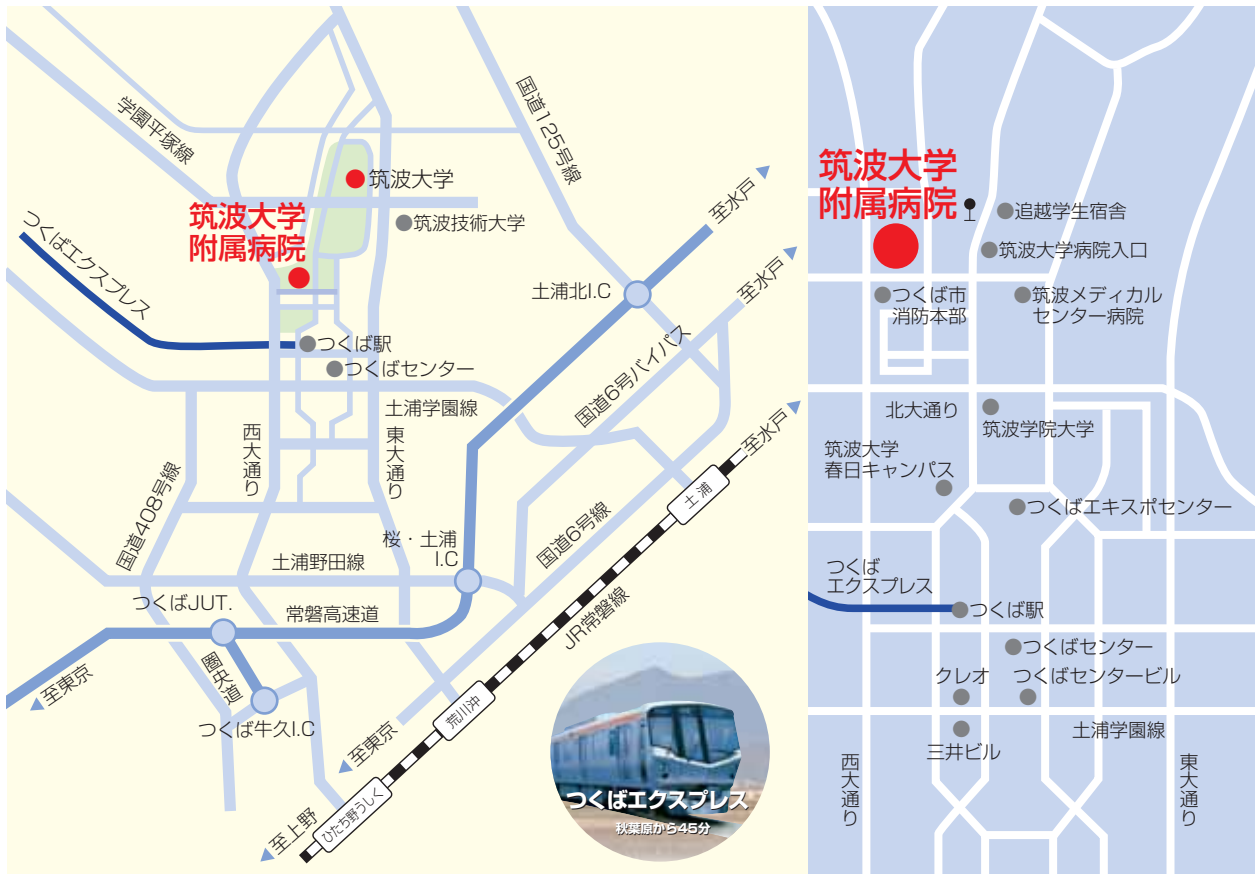 学園平塚線
国道125号線
筑波大学
筑波大学
附属病院
筑波技術大学
至水戸
つくばエクスプレス
土浦北I.C
至水戸
つくば駅
つくばセンター
国道6号バイパス
土浦学園線
至水戸
西大通り
東大通り
国道408号線
土浦
桜・土浦
I.C
国道6号線
土浦野田線
つくばJUT.
常磐高速道
JR常磐線
圏央道
至東京
荒川沖
つくば牛久I.C
至東京
ひたち野うしく
至上野
つくばエクスプレス
秋葉原から45分
筑波大学
附属病院
追越学生宿舎
筑波大学病院入口
つくば市
消防本部
筑波メディカル
センター病院
北大通り
筑波学院大学
筑波大学
春日キャンパス
つくばエキスポセンター
つくば
エクスプレス
つくば駅
つくばセンター
クレオ
つくばセンタービル
三井ビル
土浦学園線
西大通り
東大通り